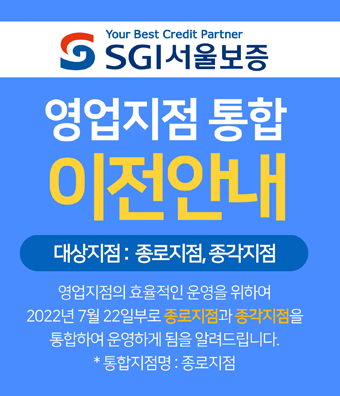 Your Best Credit Partner
SGI서울보증
영업지점 통합
이전안내
대상지점 : 종로지점, 종각지점
영업지점의 효율적인 운영을 위하여
2022년 7월 22일부로 종로지점과 종각지점을
통합하여 운영하게 됨을 알려드립니다.
* 통합지점명 : 종로지점